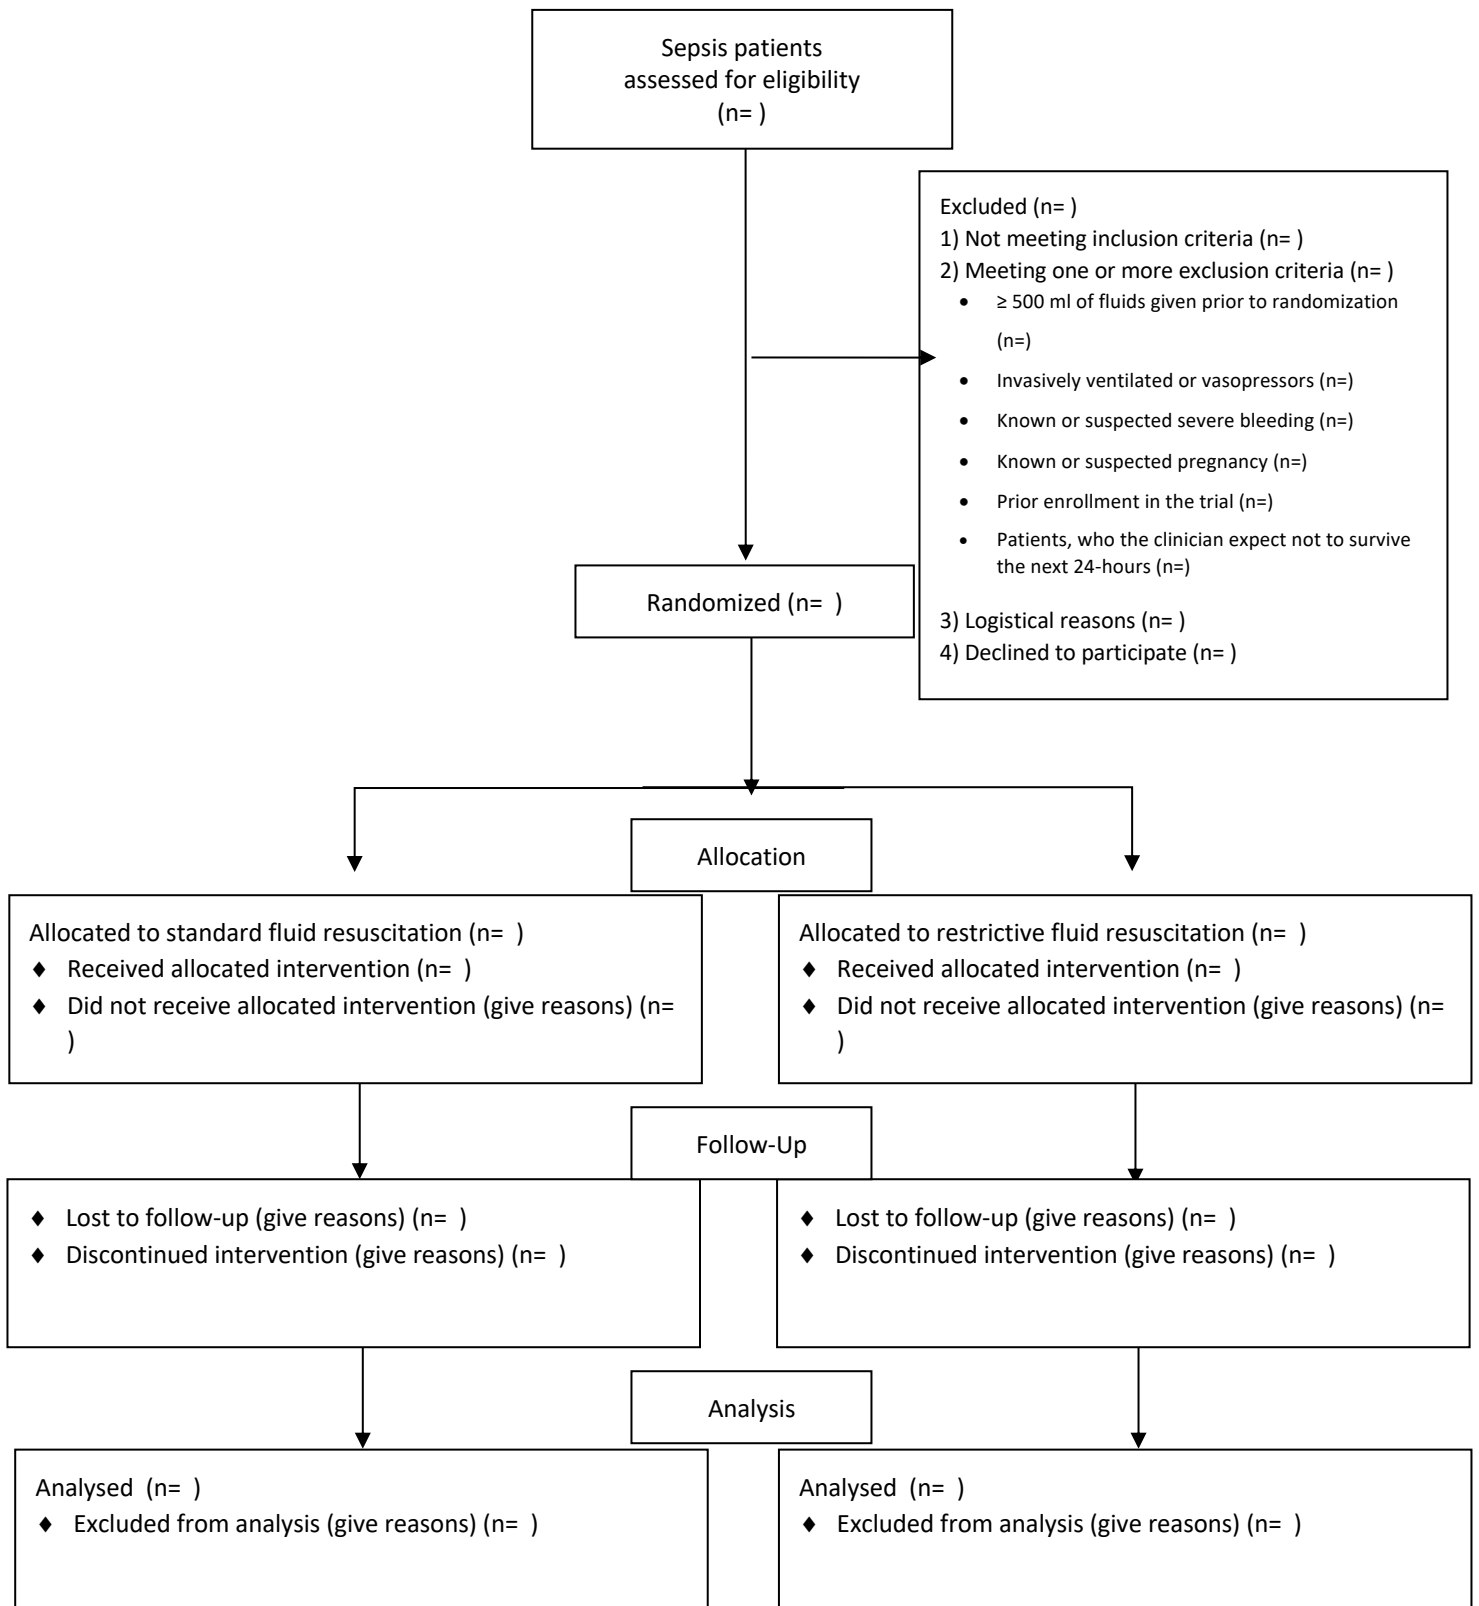 Sepsis patients
assessed for eligibility
(n= )
Excluded (n= )
1) Not meeting inclusion criteria (n= )
2) Meeting one or more exclusion criteria (n= )
• ≥ 500 ml of fluids given prior to randomization
(n=)
• Invasively ventilated or vasopressors (n=)
• Known or suspected severe bleeding (n=)
• Known or suspected pregnancy (n=)
• Prior enrollment in the trial (n=)
• Patients, who the clinician expect not to survive
the next 24-hours (n=)
3) Logistical reasons (n= )
4) Declined to participate (n= )
Randomized (n=  )
Allocation
Allocated to standard fluid resuscitation (n=  )
♦ Received allocated intervention (n=  )
♦ Did not receive allocated intervention (give reasons) (n=
)
Allocated to restrictive fluid resuscitation (n=  )
♦ Received allocated intervention (n=  )
♦ Did not receive allocated intervention (give reasons) (n=
)
Follow-Up
♦ Lost to follow-up (give reasons) (n=  )
♦ Discontinued intervention (give reasons) (n=  )
♦ Lost to follow-up (give reasons) (n=  )
♦ Discontinued intervention (give reasons) (n=  )
Analysis
Analysed  (n=  )
♦ Excluded from analysis (give reasons) (n=  )
Analysed  (n=  )
♦ Excluded from analysis (give reasons) (n=  )